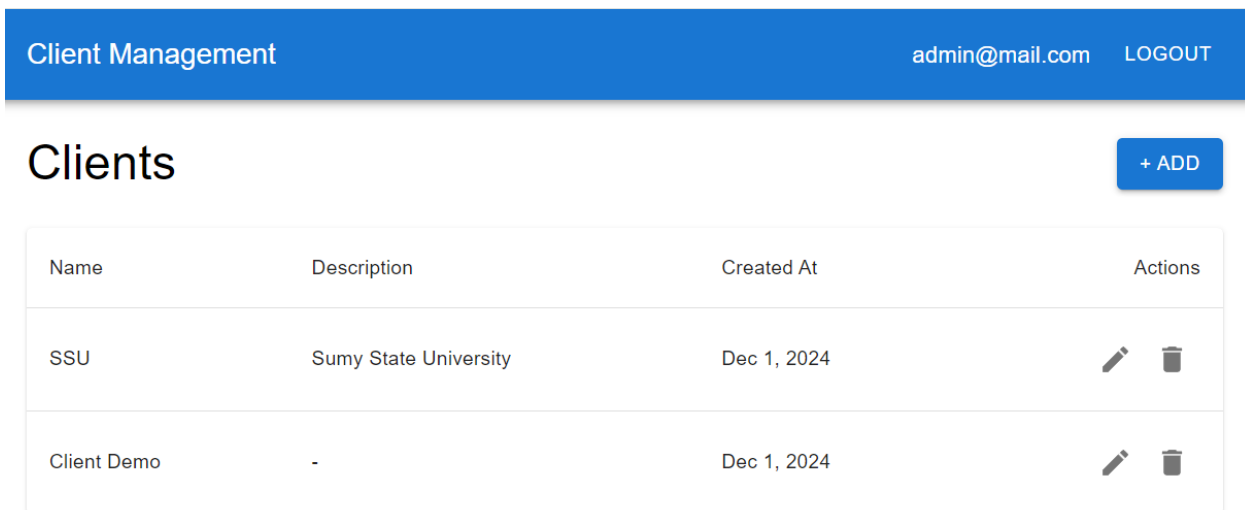 Client Management admin@mail.com LOGOUT
Clients + ADD
Name Description Created At Actions
SSU Sumy State University Dec 1, 2024
Client Demo - Dec 1, 2024